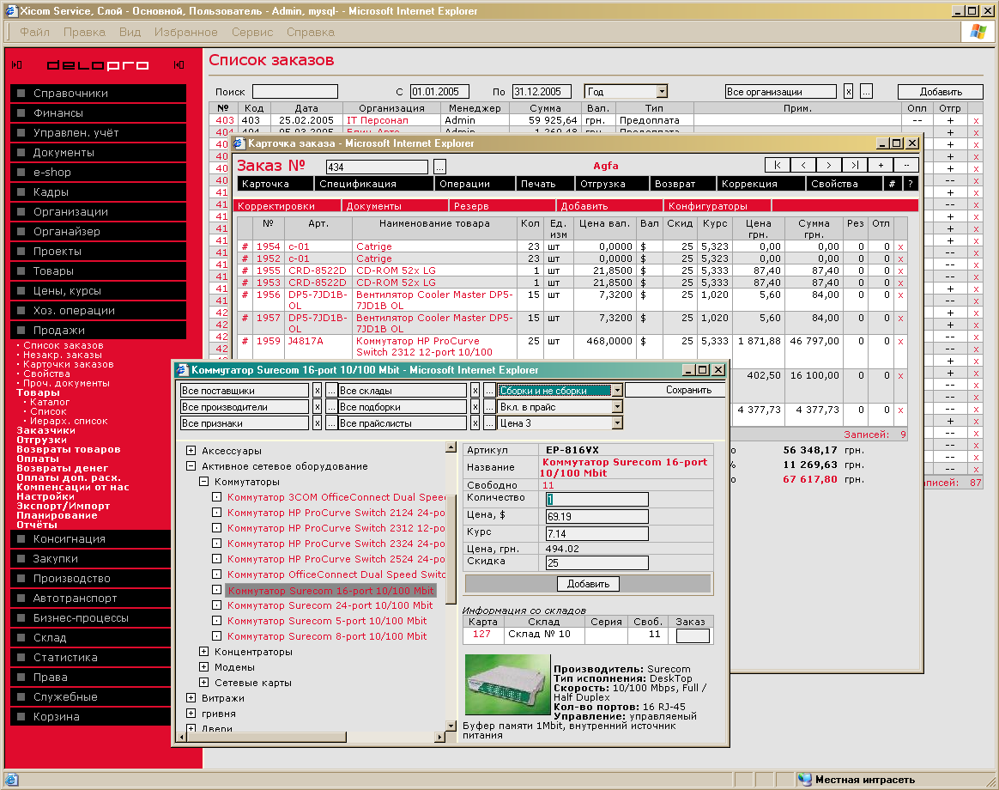 Xicom Service, Слой - Основной, Пользователь - Admin, mysql- - Microsoft Internet Explorer
Файл Правка Вид Избранное Сервис Справка
deLopro
Справочники
Финансы
Управлен. учёт
Документы
e-shop
Кадры
Организации
Органайзер
Проекты
Товары
Цены, курсы
Хоз. операции
Продажи
• Список заказов
• Незакр. заказы
• Карточки заказов
• Свойства
• Проч. документы
Товары
• Каталог
• Список
• Иерарх. список
Заказчики
Отгрузки
Возвраты товаров
Оплаты
Возвраты денег
Оплаты доп. расх.
Компенсации от нас
Настройки
Экспорт/Импорт
Планирование
Отчёты
Консигнация
Закупки
Производство
Автотранспорт
Бизнес-процессы
Склад
Статистика
Права
Служебные
Корзина
Список заказов
Поиск С 01.01.2005 По 31.12.2005 Год Все организации x ... Добавить
№ Код Дата Организация Менеджер Сумма Вал. Тип Прим. Опл Отгр
403 403 25.02.2005 IT Персонал Admin 59 925,64 грн. Предоплата -- + x
Карточка заказа - Microsoft Internet Explorer
Заказ № 434 ... Agfa |< < > >| + --
Карточка Спецификация Операции Печать Отгрузка Возврат Коррекция Свойства # ?
Корректировки Документы Резерв Добавить Конфигураторы
№ Арт. Наименование товара Кол Ед. изм Цена вал. Вал Скид Курс Цена грн. Сумма грн. Рез Отл
# 1954 c-01 Catrige 23 шт 0,0000 $ 25 5,323 0,00 0,00 0 0 x
# 1952 c-01 Catrige 23 шт 0,0000 $ 25 5,323 0,00 0,00 0 0 x
# 1955 CRD-8522D CD-ROM 52x LG 1 шт 21,8500 $ 25 5,333 87,40 87,40 0 0 x
# 1953 CRD-8522D CD-ROM 52x LG 1 шт 21,8500 $ 25 5,333 87,40 87,40 0 0 x
# 1956 DP5-7JD1B-OL Вентилятор Cooler Master DP5-7JD1B OL 15 шт 7,3200 $ 25 1,020 5,60 84,00 0 0 x
# 1957 DP5-7JD1B-OL Вентилятор Cooler Master DP5-7JD1B OL 15 шт 7,3200 $ 25 1,020 5,60 84,00 0 0 x
# 1959 J4817A Коммутатор HP ProCurve Switch 2312 12-port 10/100 25 шт 468,0000 $ 25 5,333 1 871,88 46 797,00 0 0 x
402,50 16 100,00 0 0 x
4 377,73 4 377,73 0 0 x
Записей: 9
56 348,17 грн.
% 11 269,63 грн.
67 617,80 грн.
записей: 87
Коммутатор Surecom 16-port 10/100 Mbit - Microsoft Internet Explorer
Все поставщики x ... Все склады x ... Сборки и не сборки Сохранить
Все производители x ... Все подборки x ... Вкл. в прайс
Все признаки x ... Все прайслисты x ... Цена 3
Аксессуары
Активное сетевое оборудование
Коммутаторы
Коммутатор 3COM OfficeConnect Dual Spee
Коммутатор HP ProCurve Switch 2124 24-po
Коммутатор HP ProCurve Switch 2312 12-po
Коммутатор HP ProCurve Switch 2324 24-po
Коммутатор HP ProCurve Switch 2524 24-po
Коммутатор OfficeConnect Dual Speed Switc
Коммутатор Surecom 16-port 10/100 Mbit
Коммутатор Surecom 24-port 10/100 Mbit
Коммутатор Surecom 5-port 10/100 Mbit
Коммутатор Surecom 8-port 10/100 Mbit
Концентраторы
Модемы
Сетевые карты
Витражи
гривня
Двери
Артикул EP-816VX
Название Коммутатор Surecom 16-port 10/100 Mbit
Свободно 11
Количество 1
Цена, $ 69.19
Курс 7.14
Цена, грн. 494.02
Скидка 25
Добавить
Информация со складов
Карта Склад Серия Своб. Заказ
127 Склад № 10 11
Производитель: Surecom
Тип исполнения: DeskTop
Скорость: 10/100 Mbps, Full /
Half Duplex
Кол-во портов: 16 RJ-45
Управление: управляемый
Буфер памяти 1Mbit, внутренний источник
питания
Местная интрасеть